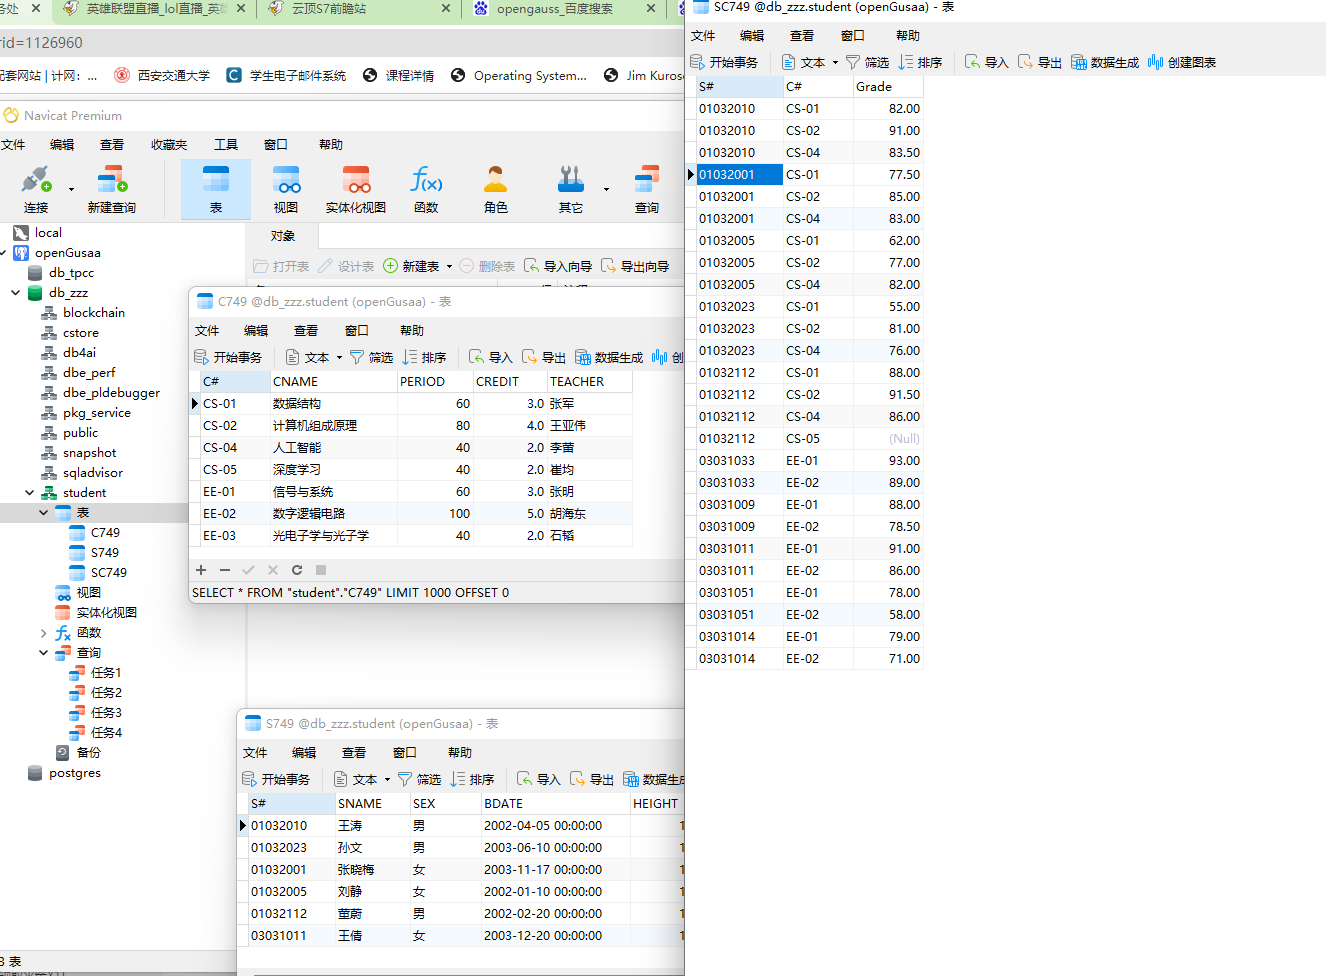 务处
英雄联盟直播_lol直播_英雄
云顶S7前瞻站
opengauss_百度搜索
rid=1126960
配套网站 | 计网: ...
西安交通大学
学生电子邮件系统
课程详情
Operating System...
Jim Kurose
Navicat Premium
文件 编辑 查看 收藏夹 工具 窗口 帮助
连接 新建查询 表 视图 实体化视图 函数 角色 其它 查询
local
openGusaa
db_tpcc
db_zzz
blockchain
cstore
db4ai
dbe_perf
dbe_pldebugger
pkg_service
public
snapshot
sqladvisor
student
表
C749
S749
SC749
视图
实体化视图
函数
查询
任务1
任务2
任务3
任务4
备份
postgres
3 表
对象
打开表 设计表 新建表 删除表 导入向导 导出向导
C749 @db_zzz.student (openGusaa) - 表
文件 编辑 查看 窗口 帮助
开始事务 文本 筛选 排序 导入 导出 数据生成 创
C# CNAME PERIOD CREDIT TEACHER
CS-01 数据结构 60 3.0 张军
CS-02 计算机组成原理 80 4.0 王亚伟
CS-04 人工智能 40 2.0 李蕾
CS-05 深度学习 40 2.0 崔均
EE-01 信号与系统 60 3.0 张明
EE-02 数字逻辑电路 100 5.0 胡海东
EE-03 光电子学与光子学 40 2.0 石韬
SELECT * FROM "student"."C749" LIMIT 1000 OFFSET 0
S749 @db_zzz.student (openGusaa) - 表
文件 编辑 查看 窗口 帮助
开始事务 文本 筛选 排序 导入 导出 数据生成
S# SNAME SEX BDATE HEIGHT
01032010 王涛 男 2002-04-05 00:00:00 1
01032023 孙文 男 2003-06-10 00:00:00 1
01032001 张晓梅 女 2003-11-17 00:00:00 1
01032005 刘静 女 2002-01-10 00:00:00 1
01032112 董蔚 男 2002-02-20 00:00:00 1
03031011 王倩 女 2003-12-20 00:00:00 1
SC749 @db_zzz.student (openGusaa) - 表
文件 编辑 查看 窗口 帮助
开始事务 文本 筛选 排序 导入 导出 数据生成 创建图表
S# C# Grade
01032010 CS-01 82.00
01032010 CS-02 91.00
01032010 CS-04 83.50
01032001 CS-01 77.50
01032001 CS-02 85.00
01032001 CS-04 83.00
01032005 CS-01 62.00
01032005 CS-02 77.00
01032005 CS-04 82.00
01032023 CS-01 55.00
01032023 CS-02 81.00
01032023 CS-04 76.00
01032112 CS-01 88.00
01032112 CS-02 91.50
01032112 CS-04 86.00
01032112 CS-05 (Null)
03031033 EE-01 93.00
03031033 EE-02 89.00
03031009 EE-01 88.00
03031009 EE-02 78.50
03031011 EE-01 91.00
03031011 EE-02 86.00
03031051 EE-01 78.00
03031051 EE-02 58.00
03031014 EE-01 79.00
03031014 EE-02 71.00